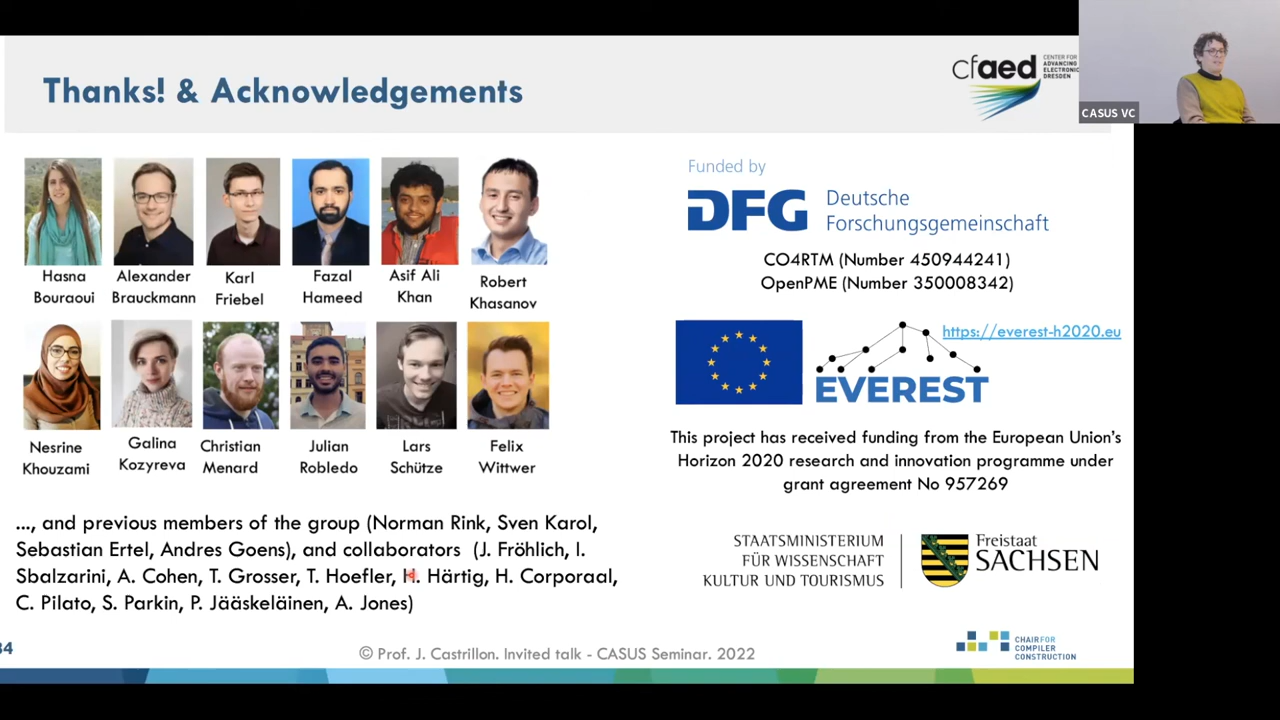 Thanks! & Acknowledgements
cfaed
CENTER FOR
ADVANCING
ELECTRONICS
DRESDEN
CASUS VC
Hasna
Bouraoui
Alexander
Brauckmann
Karl
Friebel
Fazal
Hameed
Asif Ali
Khan
Robert
Khasanov
Nesrine
Khouzami
Galina
Kozyreva
Christian
Menard
Julian
Robledo
Lars
Schütze
Felix
Wittwer
..., and previous members of the group (Norman Rink, Sven Karol,
Sebastian Ertel, Andres Goens), and collaborators (J. Fröhlich, I.
Sbalzarini, A. Cohen, T. Grosser, T. Hoefler, H. Härtig, H. Corporaal,
C. Pilato, S. Parkin, P. Jääskeläinen, A. Jones)
Funded by
DFG Deutsche
Forschungsgemeinschaft
CO4RTM (Number 450944241)
OpenPME (Number 350008342)
https://everest-h2020.eu
EVEREST
This project has received funding from the European Union's
Horizon 2020 research and innovation programme under
grant agreement No 957269
STAATSMINISTERIUM
FÜR WISSENSCHAFT
KULTUR UND TOURISMUS
Freistaat
SACHSEN
34
© Prof. J. Castrillon. Invited talk - CASUS Seminar. 2022
CHAIR FOR
COMPILER
CONSTRUCTION